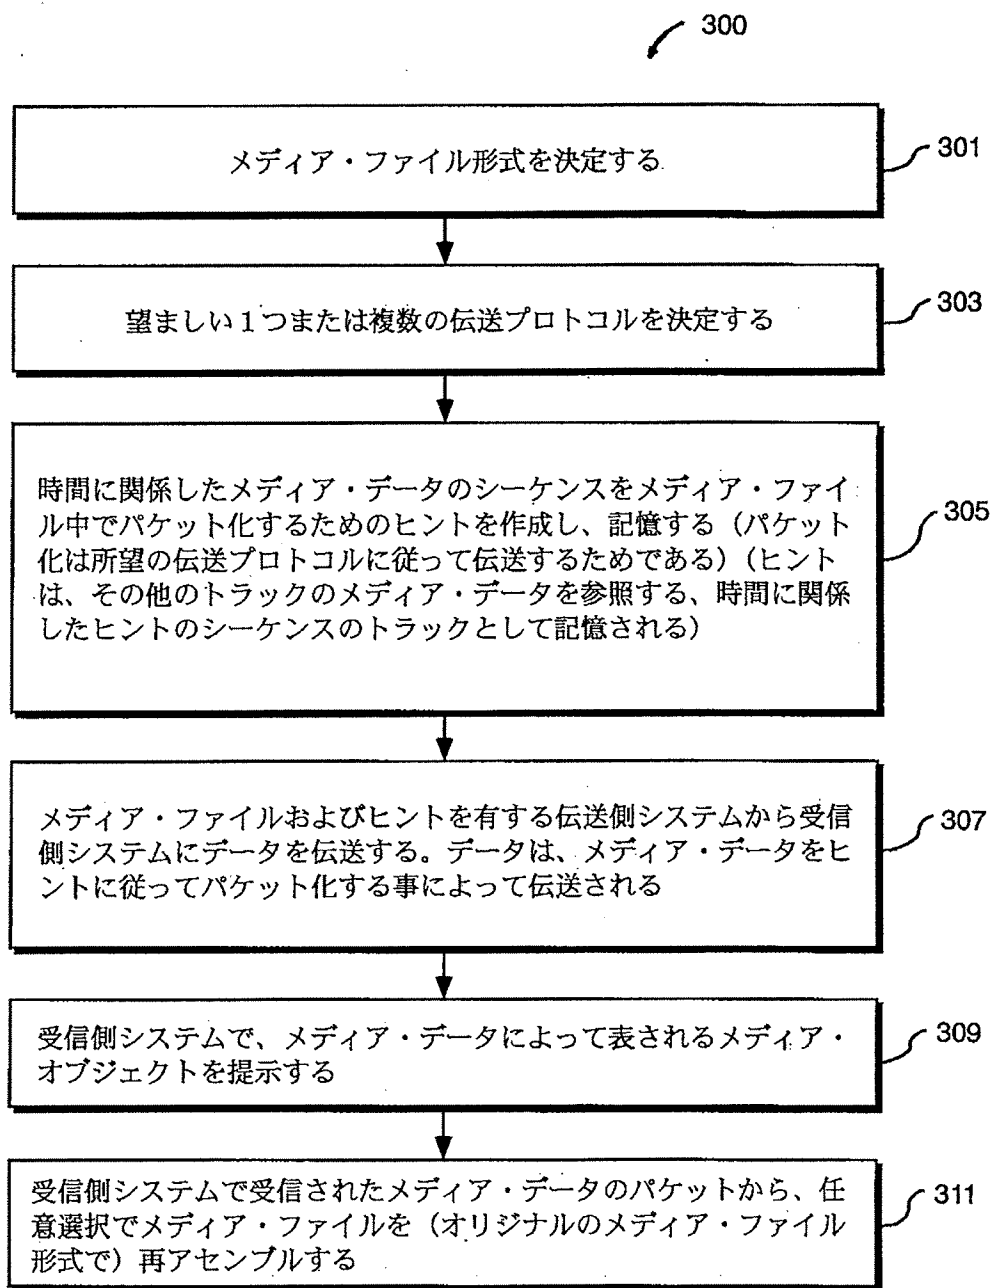 300
メディア・ファイル形式を決定する
301
望ましい１つまたは複数の伝送プロトコルを決定する
303
時間に関係したメディア・データのシーケンスをメディア・ファイ
ル中でパケット化するためのヒントを作成し、記憶する（パケット
化は所望の伝送プロトコルに従って伝送するためである）（ヒント
は、その他のトラックのメディア・データを参照する、時間に関係
したヒントのシーケンスのトラックとして記憶される）
305
メディア・ファイルおよびヒントを有する伝送側システムから受信
側システムにデータを伝送する。データは、メディア・データをヒ
ントに従ってパケット化する事によって伝送される
307
受信側システムで、メディア・データによって表されるメディア・
オブジェクトを提示する
309
受信側システムで受信されたメディア・データのパケットから、任
意選択でメディア・ファイルを（オリジナルのメディア・ファイル
形式で）再アセンブルする
311